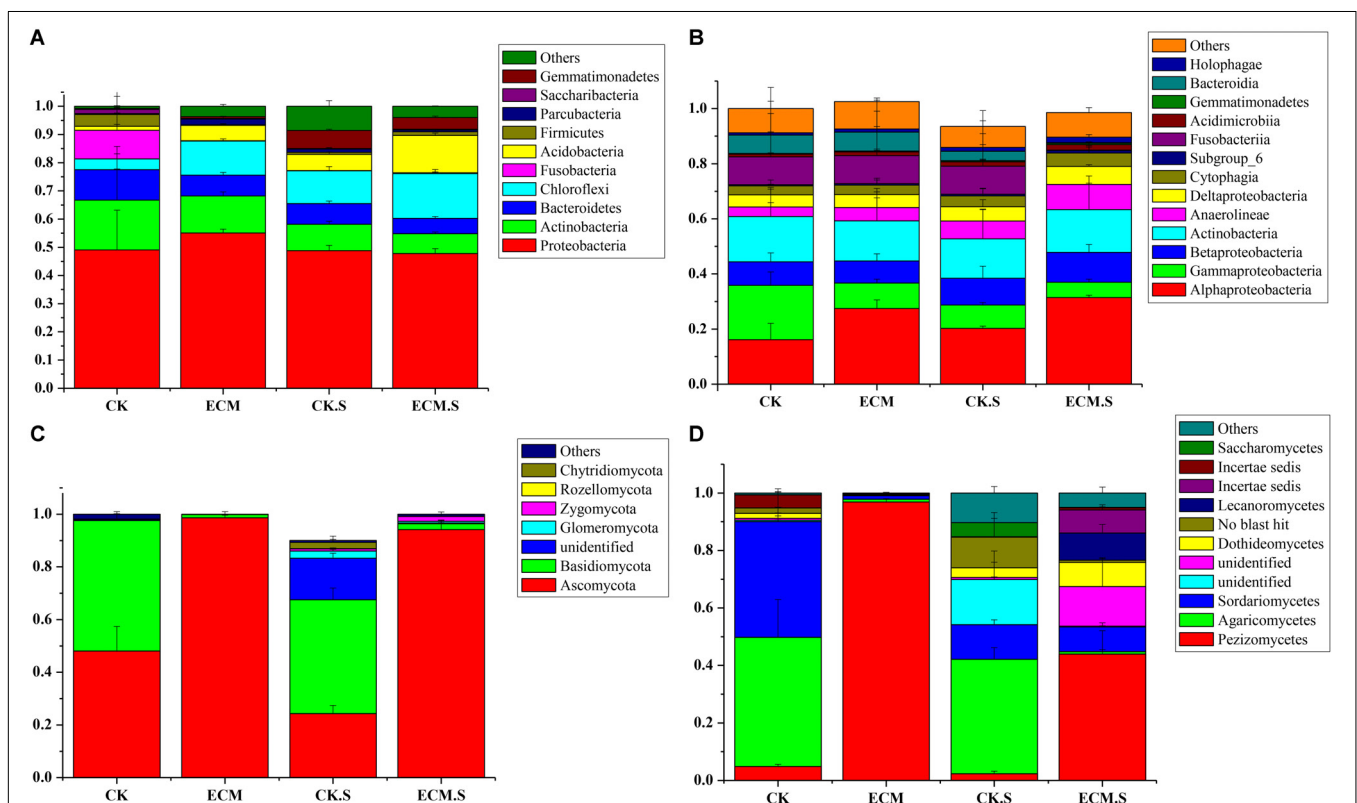 A
Others
Gemmatimonadetes
Saccharibacteria
Parcubacteria
Firmicutes
Acidobacteria
Fusobacteria
Chloroflexi
Bacteroidetes
Actinobacteria
Proteobacteria
1.0
0.9
0.8
0.7
0.6
0.5
0.4
0.3
0.2
0.1
0.0
CK
ECM
CK.S
ECM.S
B
Others
Holophagae
Bacteroidia
Gemmatimonadetes
Acidimicrobiia
Fusobacteriia
Subgroup_6
Cytophagia
Deltaproteobacteria
Anaerolineae
Actinobacteria
Betaproteobacteria
Gammaproteobacteria
Alphaproteobacteria
1.0
0.8
0.6
0.4
0.2
0.0
CK
ECM
CK.S
ECM.S
C
Others
Chytridiomycota
Rozellomycota
Zygomycota
Glomeromycota
unidentified
Basidiomycota
Ascomycota
1.0
0.8
0.6
0.4
0.2
0.0
CK
ECM
CK.S
ECM.S
D
Others
Saccharomycetes
Incertae sedis
Incertae sedis
Lecanoromycetes
No blast hit
Dothideomycetes
unidentified
unidentified
Sordariomycetes
Agaricomycetes
Pezizomycetes
1.0
0.8
0.6
0.4
0.2
0.0
CK
ECM
CK.S
ECM.S